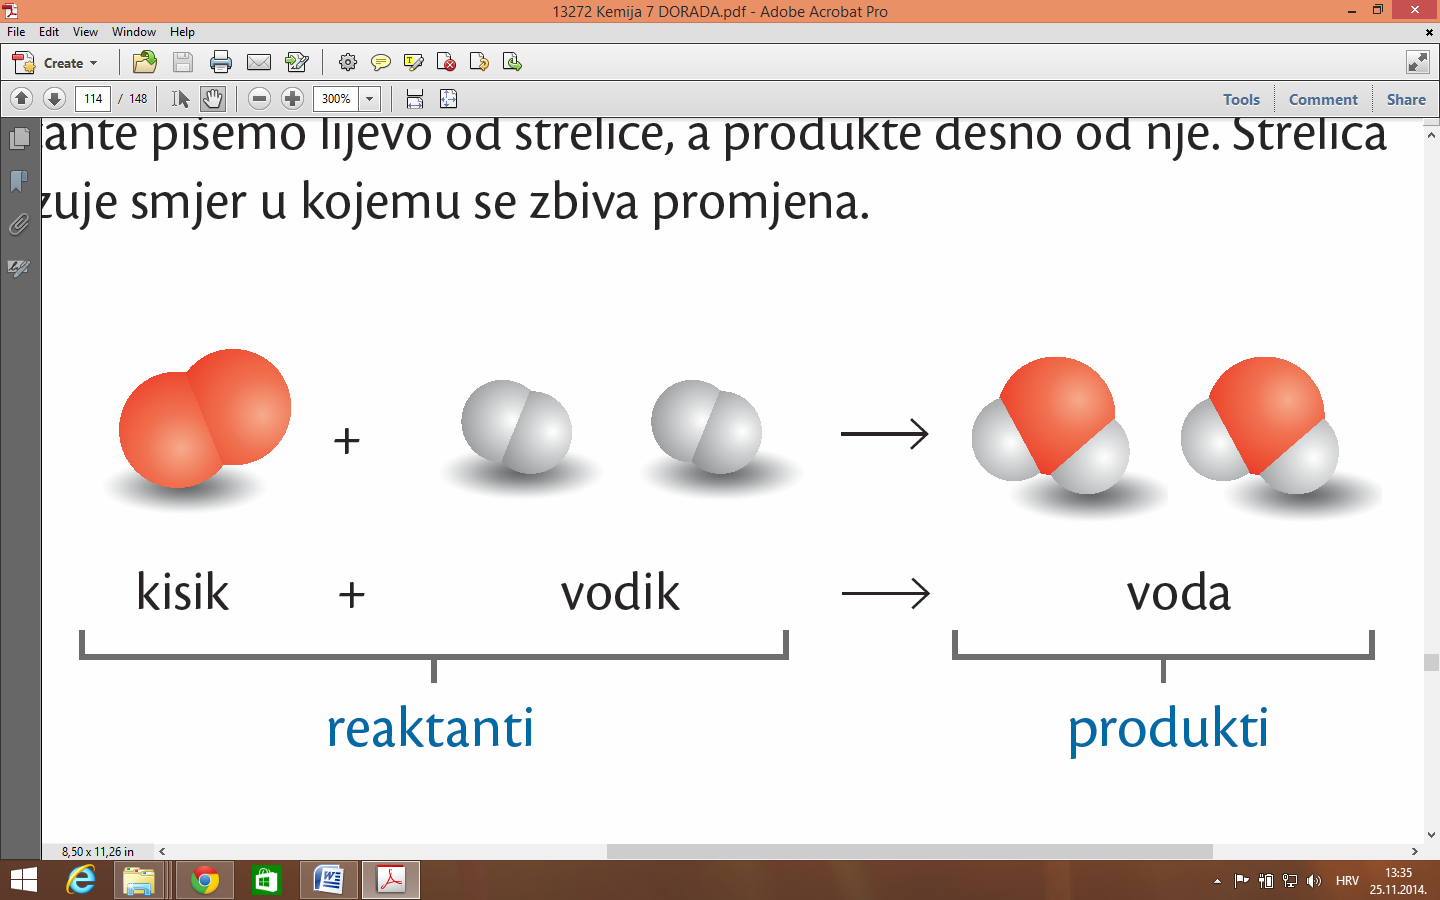 13272 Kemija 7 DORADA.pdf - Adobe Acrobat Pro
File Edit View Window Help
Create
114 / 148 300% Tools Comment Share
tante pišemo lijevo od strelice, a produkte desno od nje. Strelica
zuje smjer u kojemu se zbiva promjena.
+ →
kisik + vodik → voda
reaktanti produkti
8,50 x 11,26 in
HRV 13:35
25.11.2014.